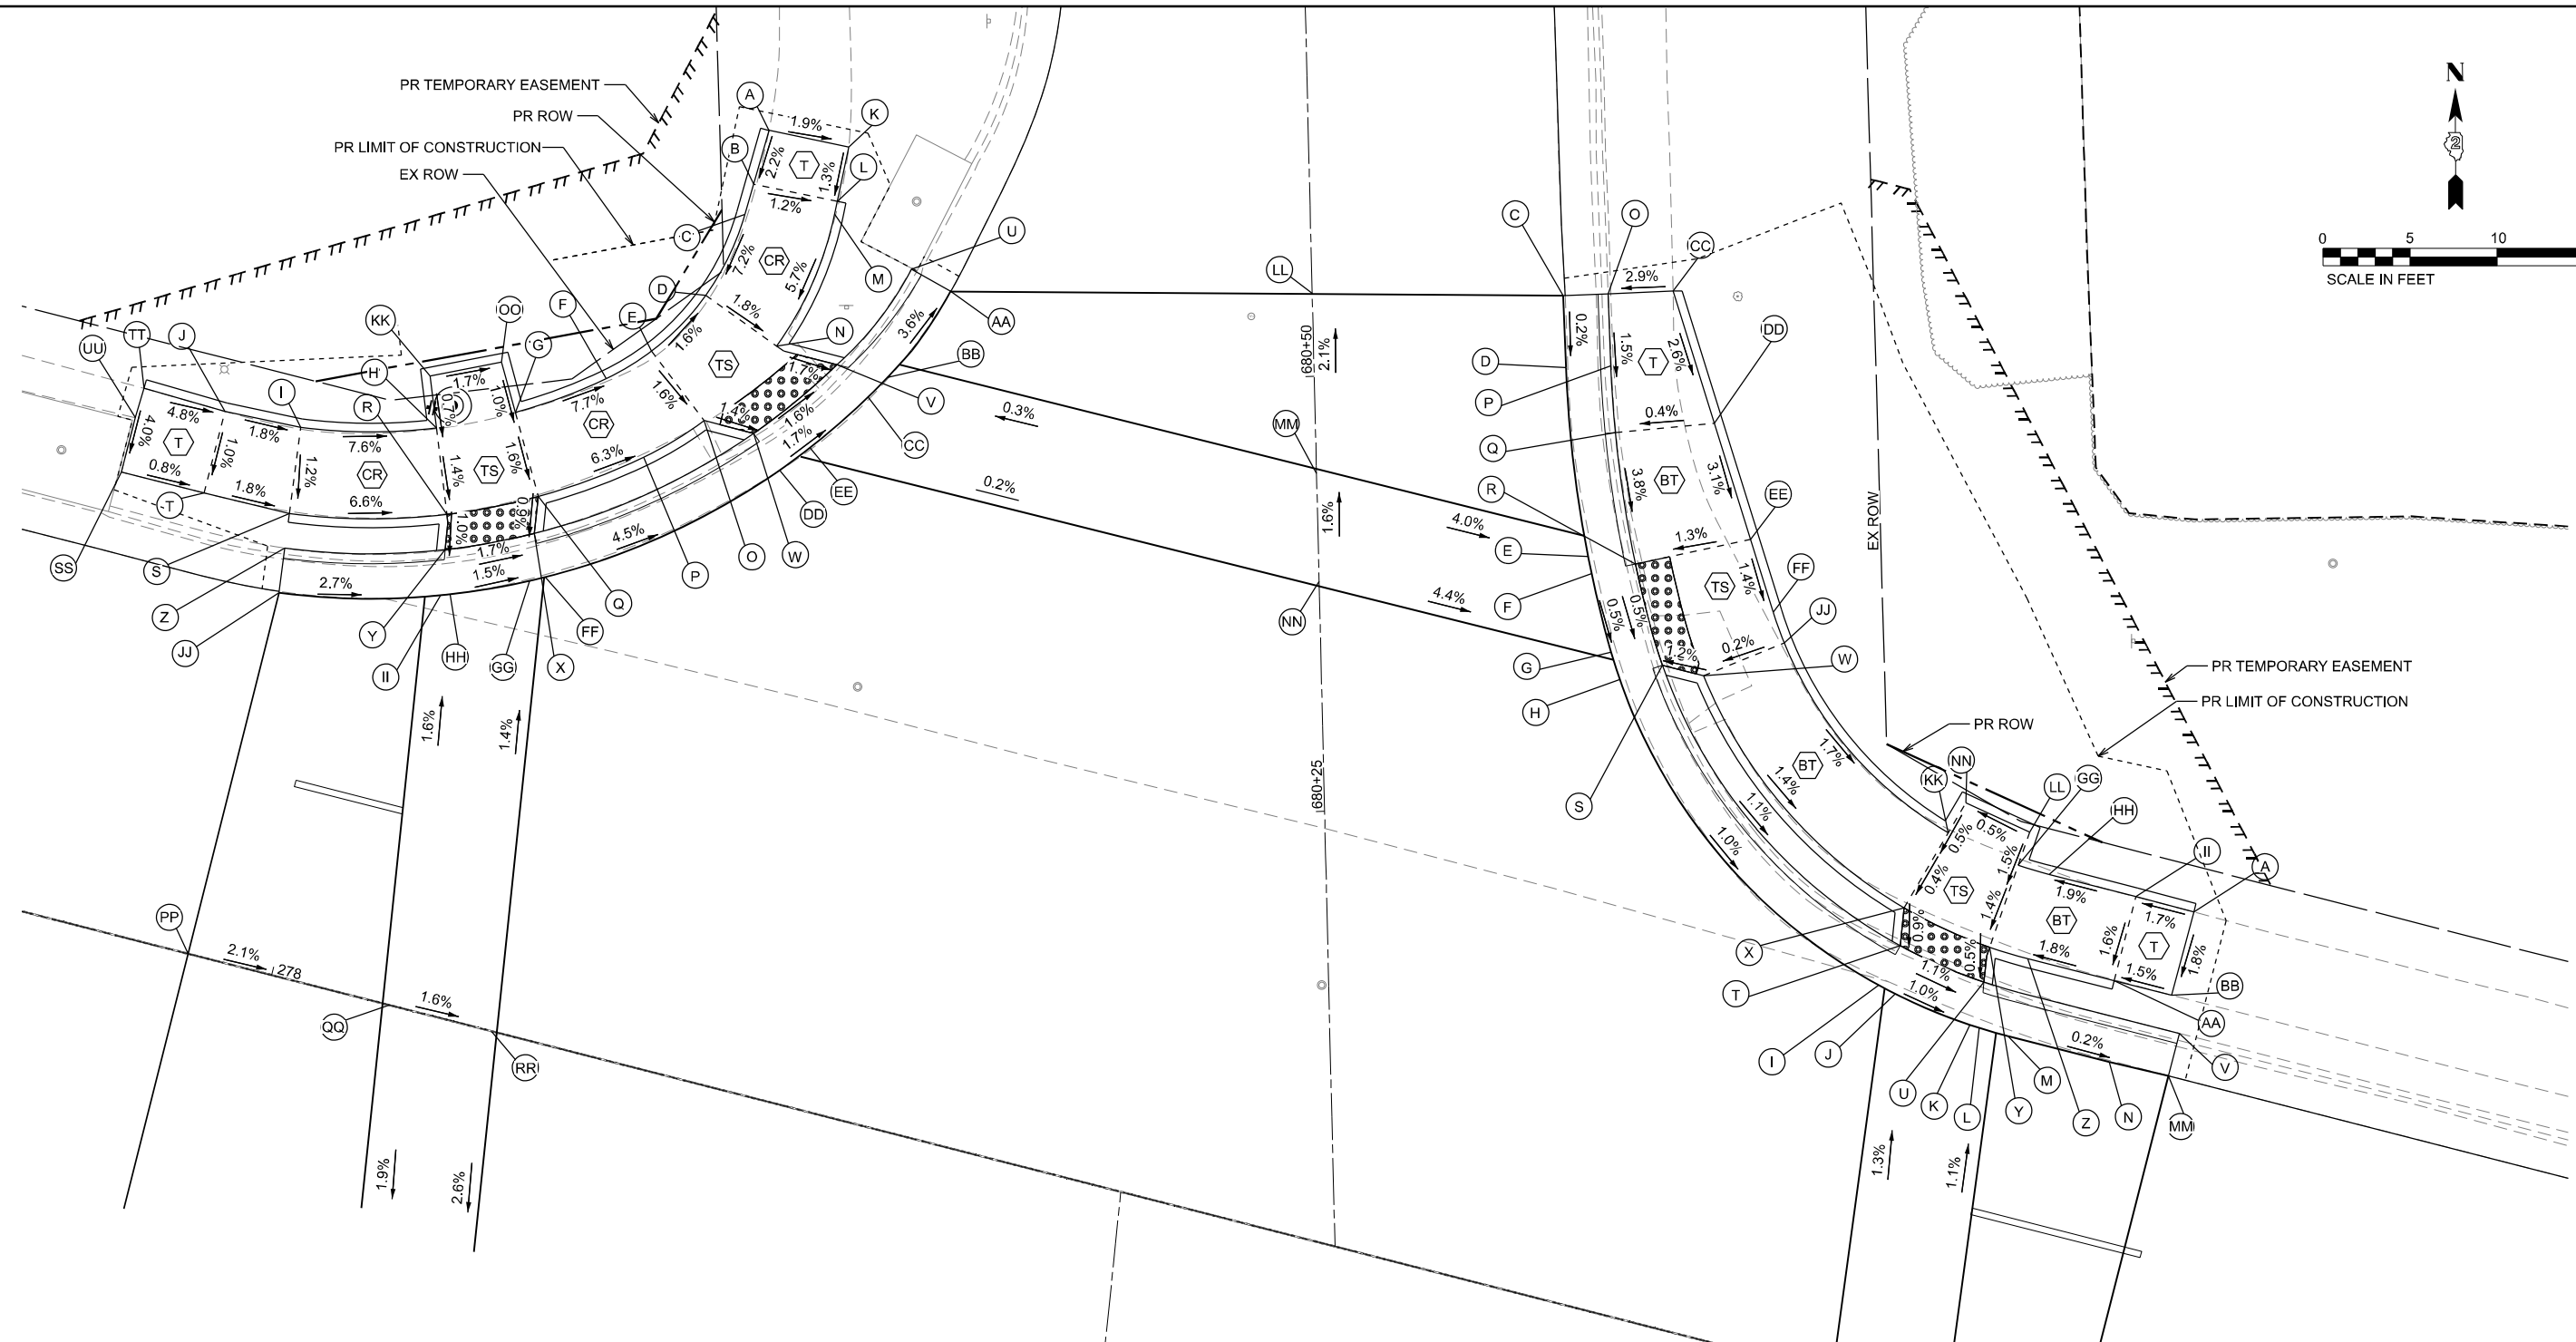 PR TEMPORARY EASEMENT
PR ROW
PR LIMIT OF CONSTRUCTION
EX ROW
A
K
B
L
1.9%
T
2.2%
1.3%
1.2%
C
U
M
7.2%
CR
5.7%
D
F
E
1.8%
N
1.6%
TS
1.6%
3.6%
AA
BB
V
CC
KK
OO
G
H
TT
J
UU
I
R
1.7%
1.0%
0.7%
7.7%
CR
1.7%
1.4%
1.6%
1.7%
4.8%
4.0%
T
1.8%
1.0%
0.8%
1.8%
7.6%
1.2%
CR
6.6%
1.4%
TS
1.6%
6.3%
T
S
SS
Z
JJ
1.0%
0.9%
1.7%
1.5%
4.5%
2.7%
Y
II
HH
GG
X
FF
Q
P
O
W
DD
EE
1.6%
1.4%
PP
2.1%
278
QQ
1.6%
RR
1.9%
2.6%
LL
680+50
2.1%
MM
0.3%
0.2%
1.6%
NN
4.0%
4.4%
680+25
C
O
CC
2.9%
0.2%
1.5%
T
2.6%
D
P
DD
0.4%
Q
3.8%
BT
3.1%
R
EE
1.3%
E
TS
1.4%
FF
F
JJ
0.5%
0.5%
0.2%
7.2%
W
G
H
S
EX ROW
BT
1.7%
1.4%
1.1%
1.0%
PR ROW
NN
KK
LL
GG
HH
II
A
0.5%
0.5%
1.5%
0.4%
TS
1.4%
1.9%
BT
1.7%
1.6%
T
1.8%
1.8%
1.5%
0.9%
0.5%
1.1%
1.0%
X
T
I
J
U
K
L
Y
M
Z
N
MM
V
AA
BB
0.2%
1.3%
1.1%
PR TEMPORARY EASEMENT
PR LIMIT OF CONSTRUCTION
N
2
0 5 10
SCALE IN FEET